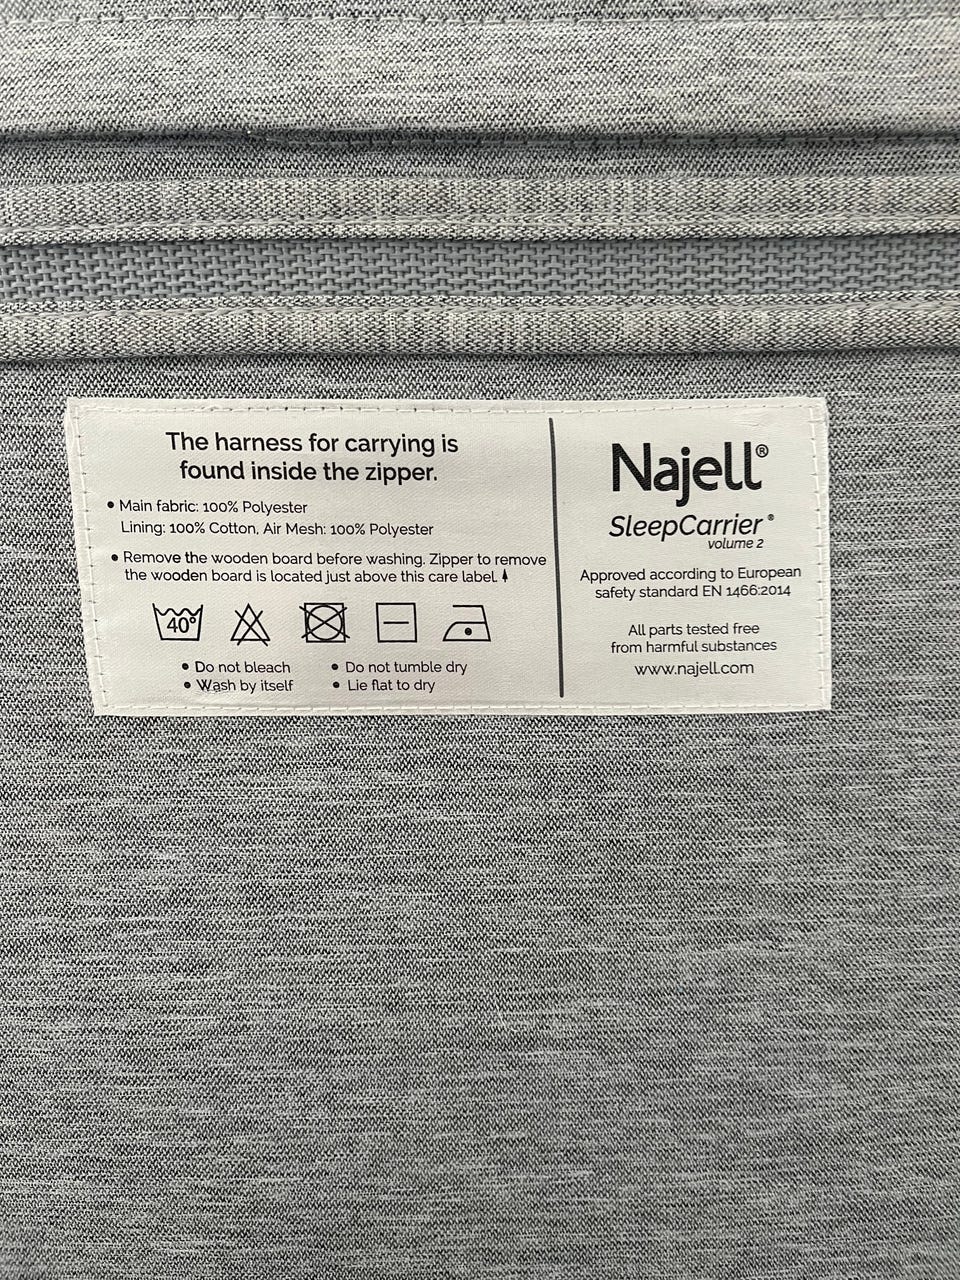 The harness for carrying is
found inside the zipper.
• Main fabric: 100% Polyester
Lining: 100% Cotton, Air Mesh: 100% Polyester
• Remove the wooden board before washing. Zipper to remove
the wooden board is located just above this care label.
40°
• Do not bleach
• Do not tumble dry
• Wash by itself
• Lie flat to dry
Najell®
SleepCarrier®
volume 2
Approved according to European
safety standard EN 1466:2014
All parts tested free
from harmful substances
www.najell.com